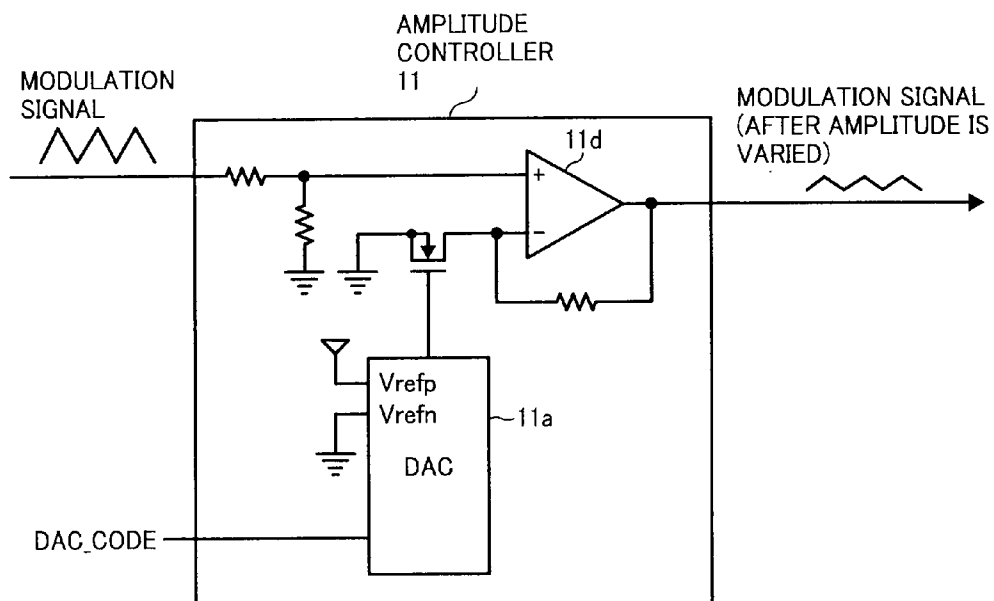 AMPLITUDE
CONTROLLER
11
MODULATION
SIGNAL
MODULATION SIGNAL
(AFTER AMPLITUDE IS
VARIED)
11d
+
−
Vrefp
Vrefn
11a
DAC
DAC_CODE